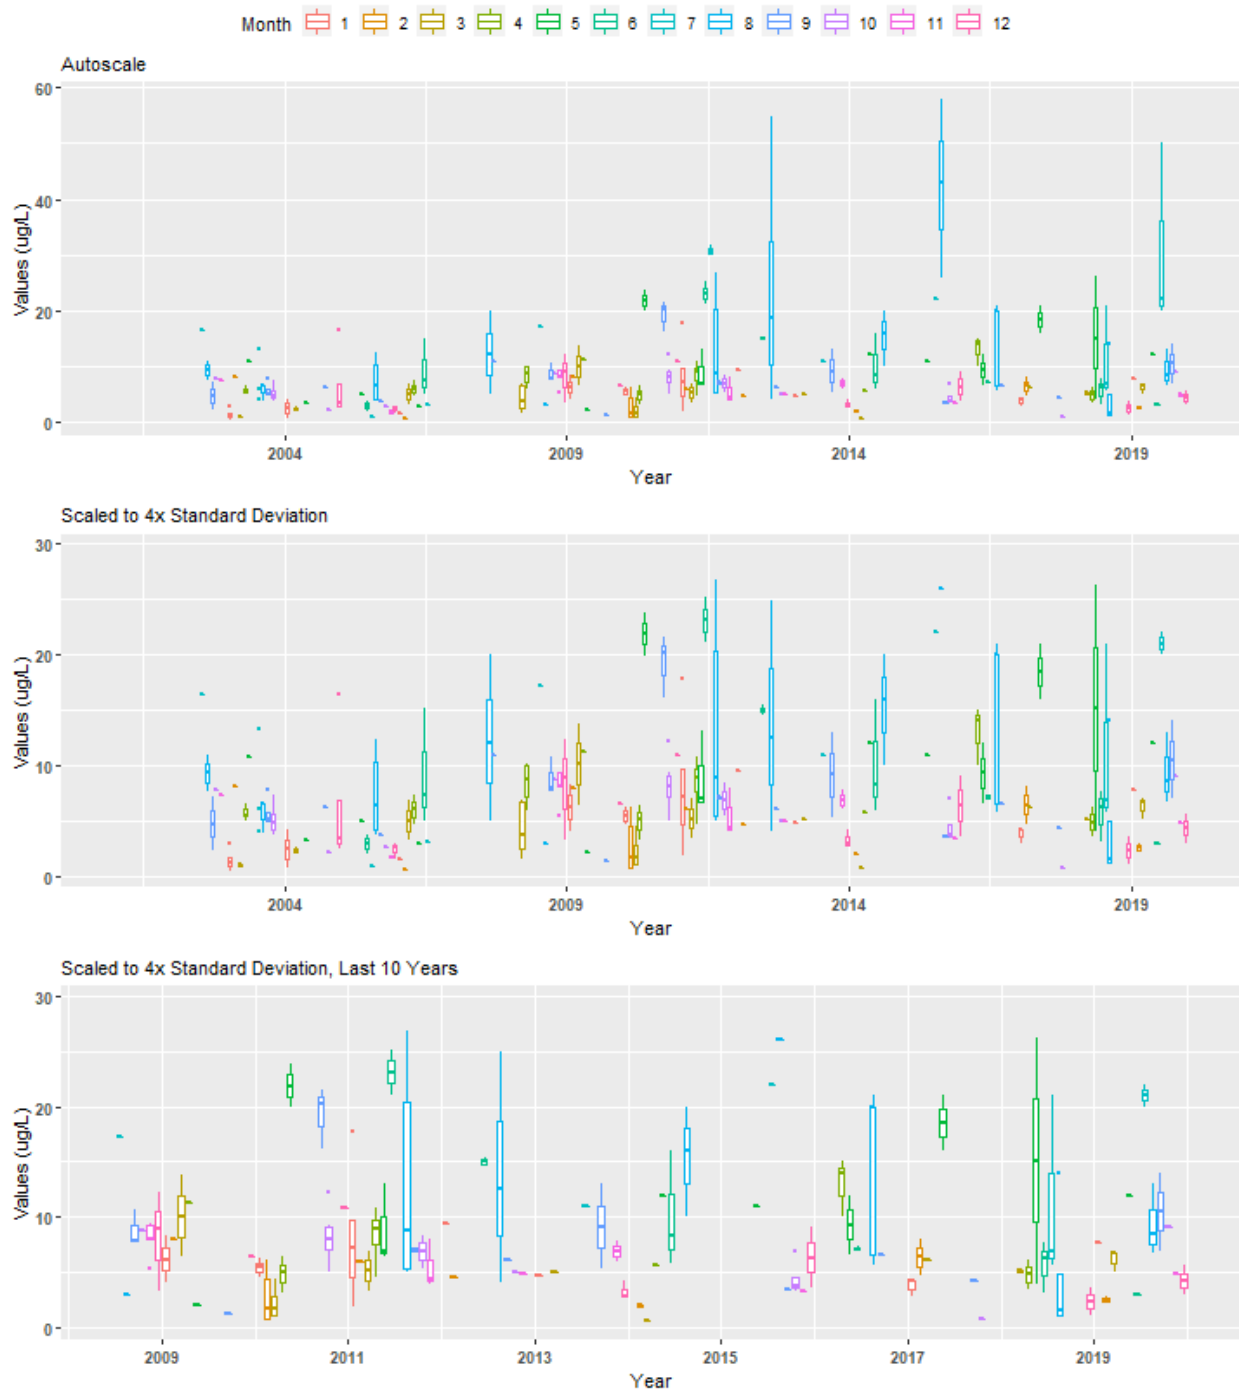 Month 1 2 3 4 5 6 7 8 9 10 11 12
Autoscale
60
40
20
0
Values (ug/L)
2004 2009 2014 2019
Year
Scaled to 4x Standard Deviation
30
20
10
0
Values (ug/L)
2004 2009 2014 2019
Year
Scaled to 4x Standard Deviation, Last 10 Years
30
20
10
0
Values (ug/L)
2009 2011 2013 2015 2017 2019
Year